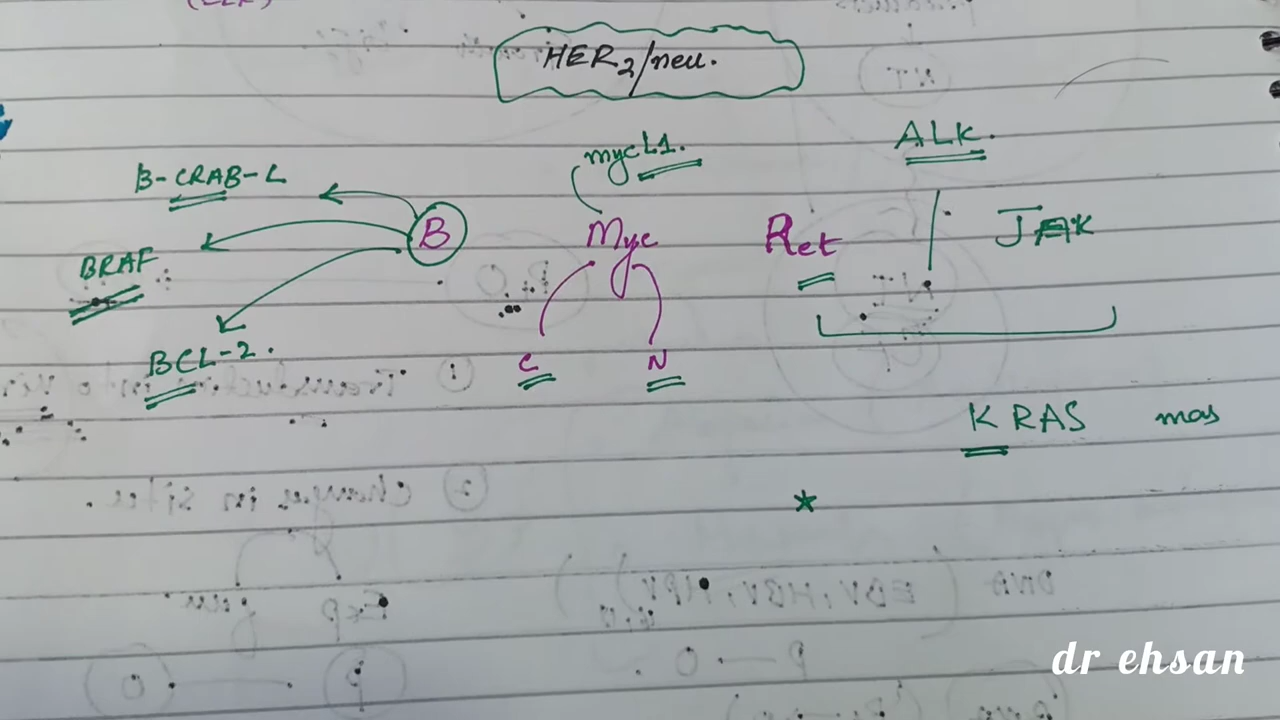 HER2/neu.
mycL1.
ALK.
B-CRAB-L
B
Myc
Ret
JAK
BRAF
BCL-2.
C
N
KRAS
mas
dr ehsan